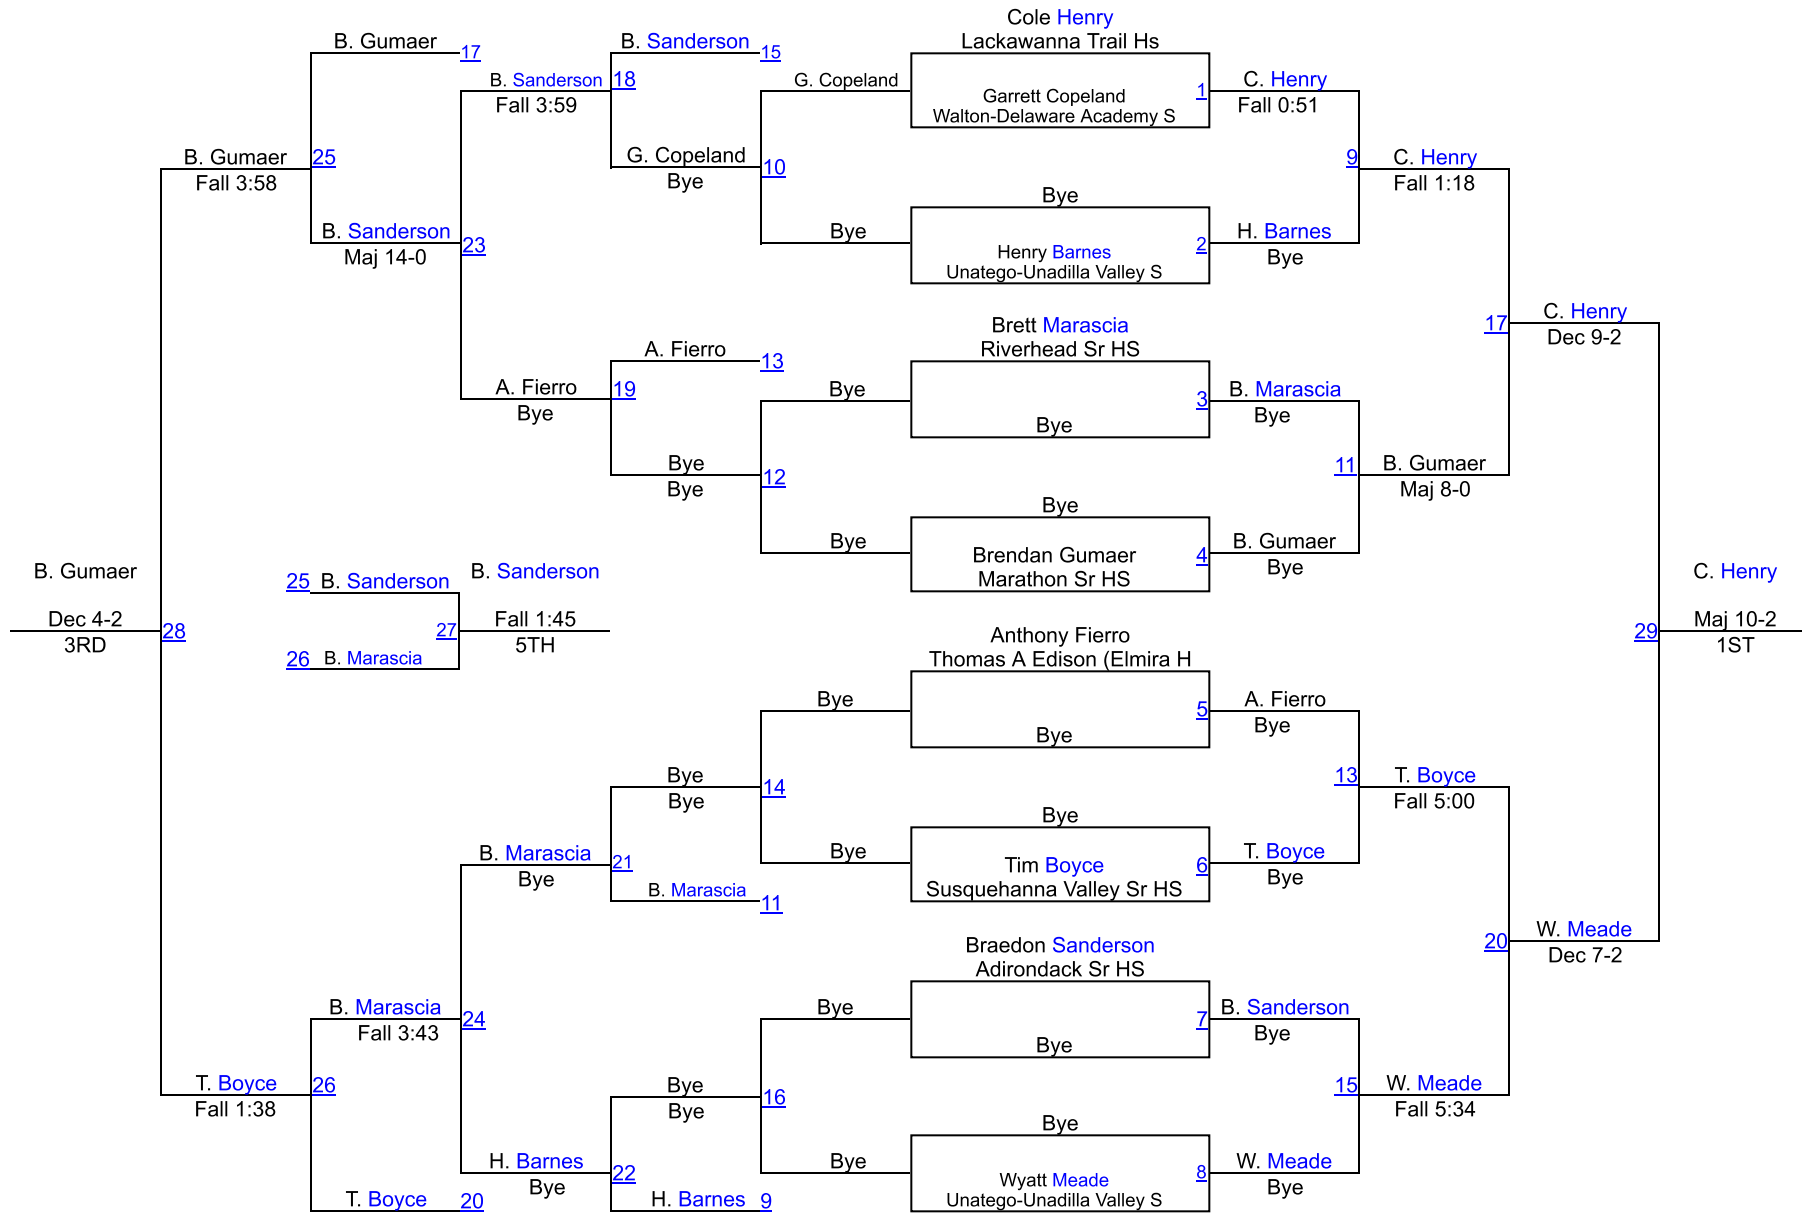 Cole Henry
Lackawanna Trail Hs
B. Gumaer
17
B. Sanderson
15
B. Sanderson
18
Fall 3:59
G. Copeland
Garrett Copeland
Walton-Delaware Academy S
1
C. Henry
Fall 0:51
B. Gumaer
25
Fall 3:58
G. Copeland
10
Bye
9
C. Henry
Fall 1:18
Bye
B. Sanderson
23
Maj 14-0
Bye
Henry Barnes
Unatego-Unadilla Valley S
2
H. Barnes
Bye
C. Henry
17
Dec 9-2
Brett Marascia
Riverhead Sr HS
A. Fierro
13
A. Fierro
19
Bye
Bye
3
B. Marascia
Bye
Bye
Bye
12
Bye
11
B. Gumaer
Maj 8-0
Bye
Bye
Brendan Gumaer
Marathon Sr HS
4
B. Gumaer
Bye
B. Gumaer
Dec 4-2
3RD
28
25
B. Sanderson
B. Sanderson
27
Fall 1:45
5TH
26
B. Marascia
C. Henry
29
Maj 10-2
1ST
Anthony Fierro
Thomas A Edison (Elmira H
Bye
5
A. Fierro
Bye
Bye
Bye
14
Bye
13
T. Boyce
Fall 5:00
Bye
B. Marascia
21
Bye
Bye
Tim Boyce
Susquehanna Valley Sr HS
6
T. Boyce
Bye
B. Marascia
11
W. Meade
20
Dec 7-2
Braedon Sanderson
Adirondack Sr HS
B. Marascia
24
Fall 3:43
Bye
7
B. Sanderson
Bye
Bye
T. Boyce
26
Fall 1:38
Bye
16
Bye
15
W. Meade
Fall 5:34
Bye
H. Barnes
22
Bye
Bye
Wyatt Meade
Unatego-Unadilla Valley S
8
W. Meade
Bye
T. Boyce
20
H. Barnes
9